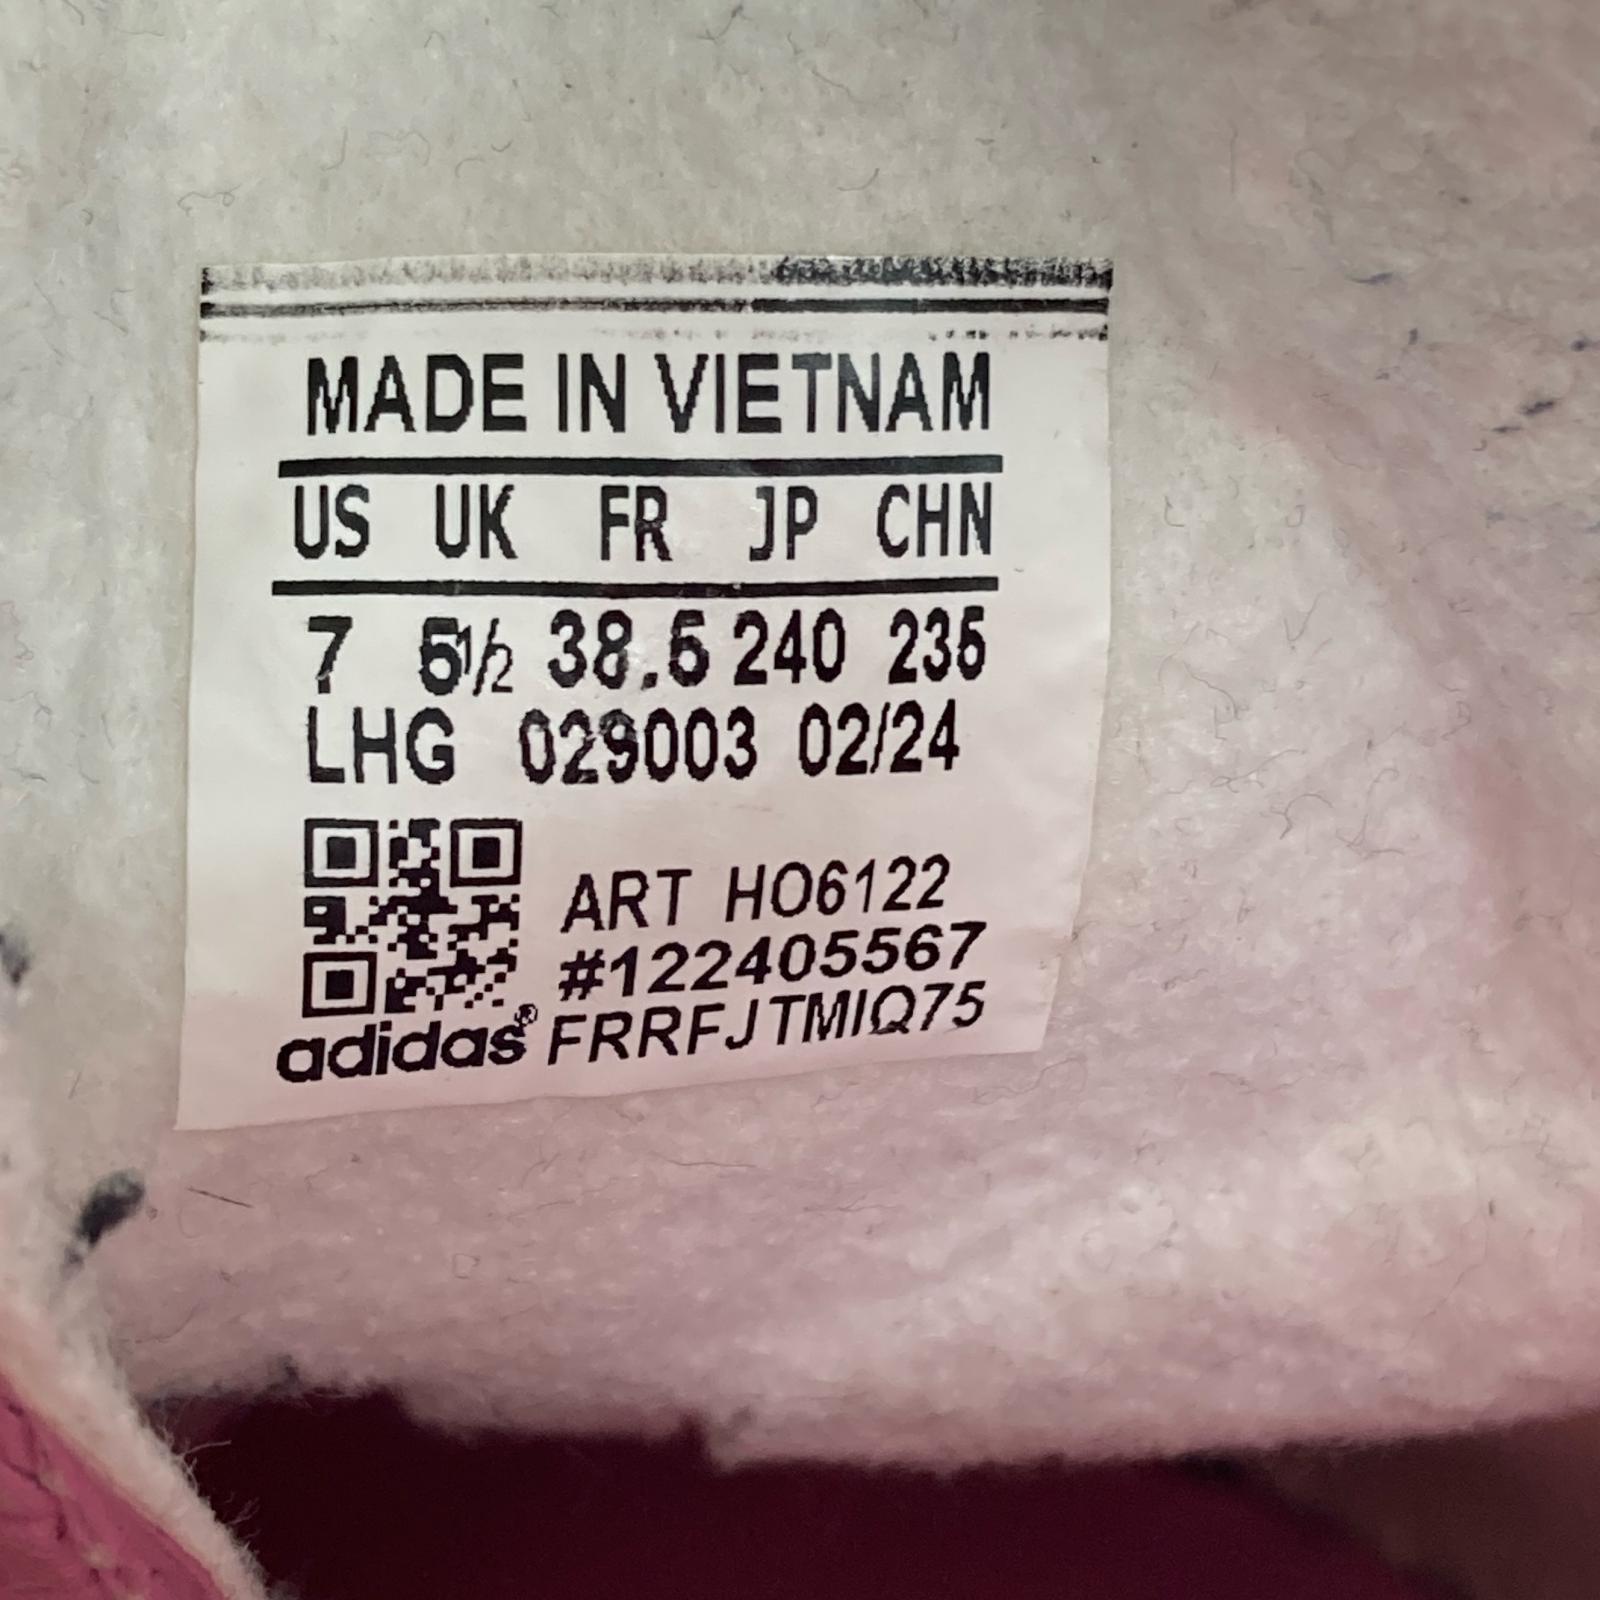 MADE IN VIETNAM
US UK FR JP CHN
7 5½ 38.5 240 235
LHG 029003 02/24
ART HO6122
#122405567
adidas® FRRFJTMIQ75